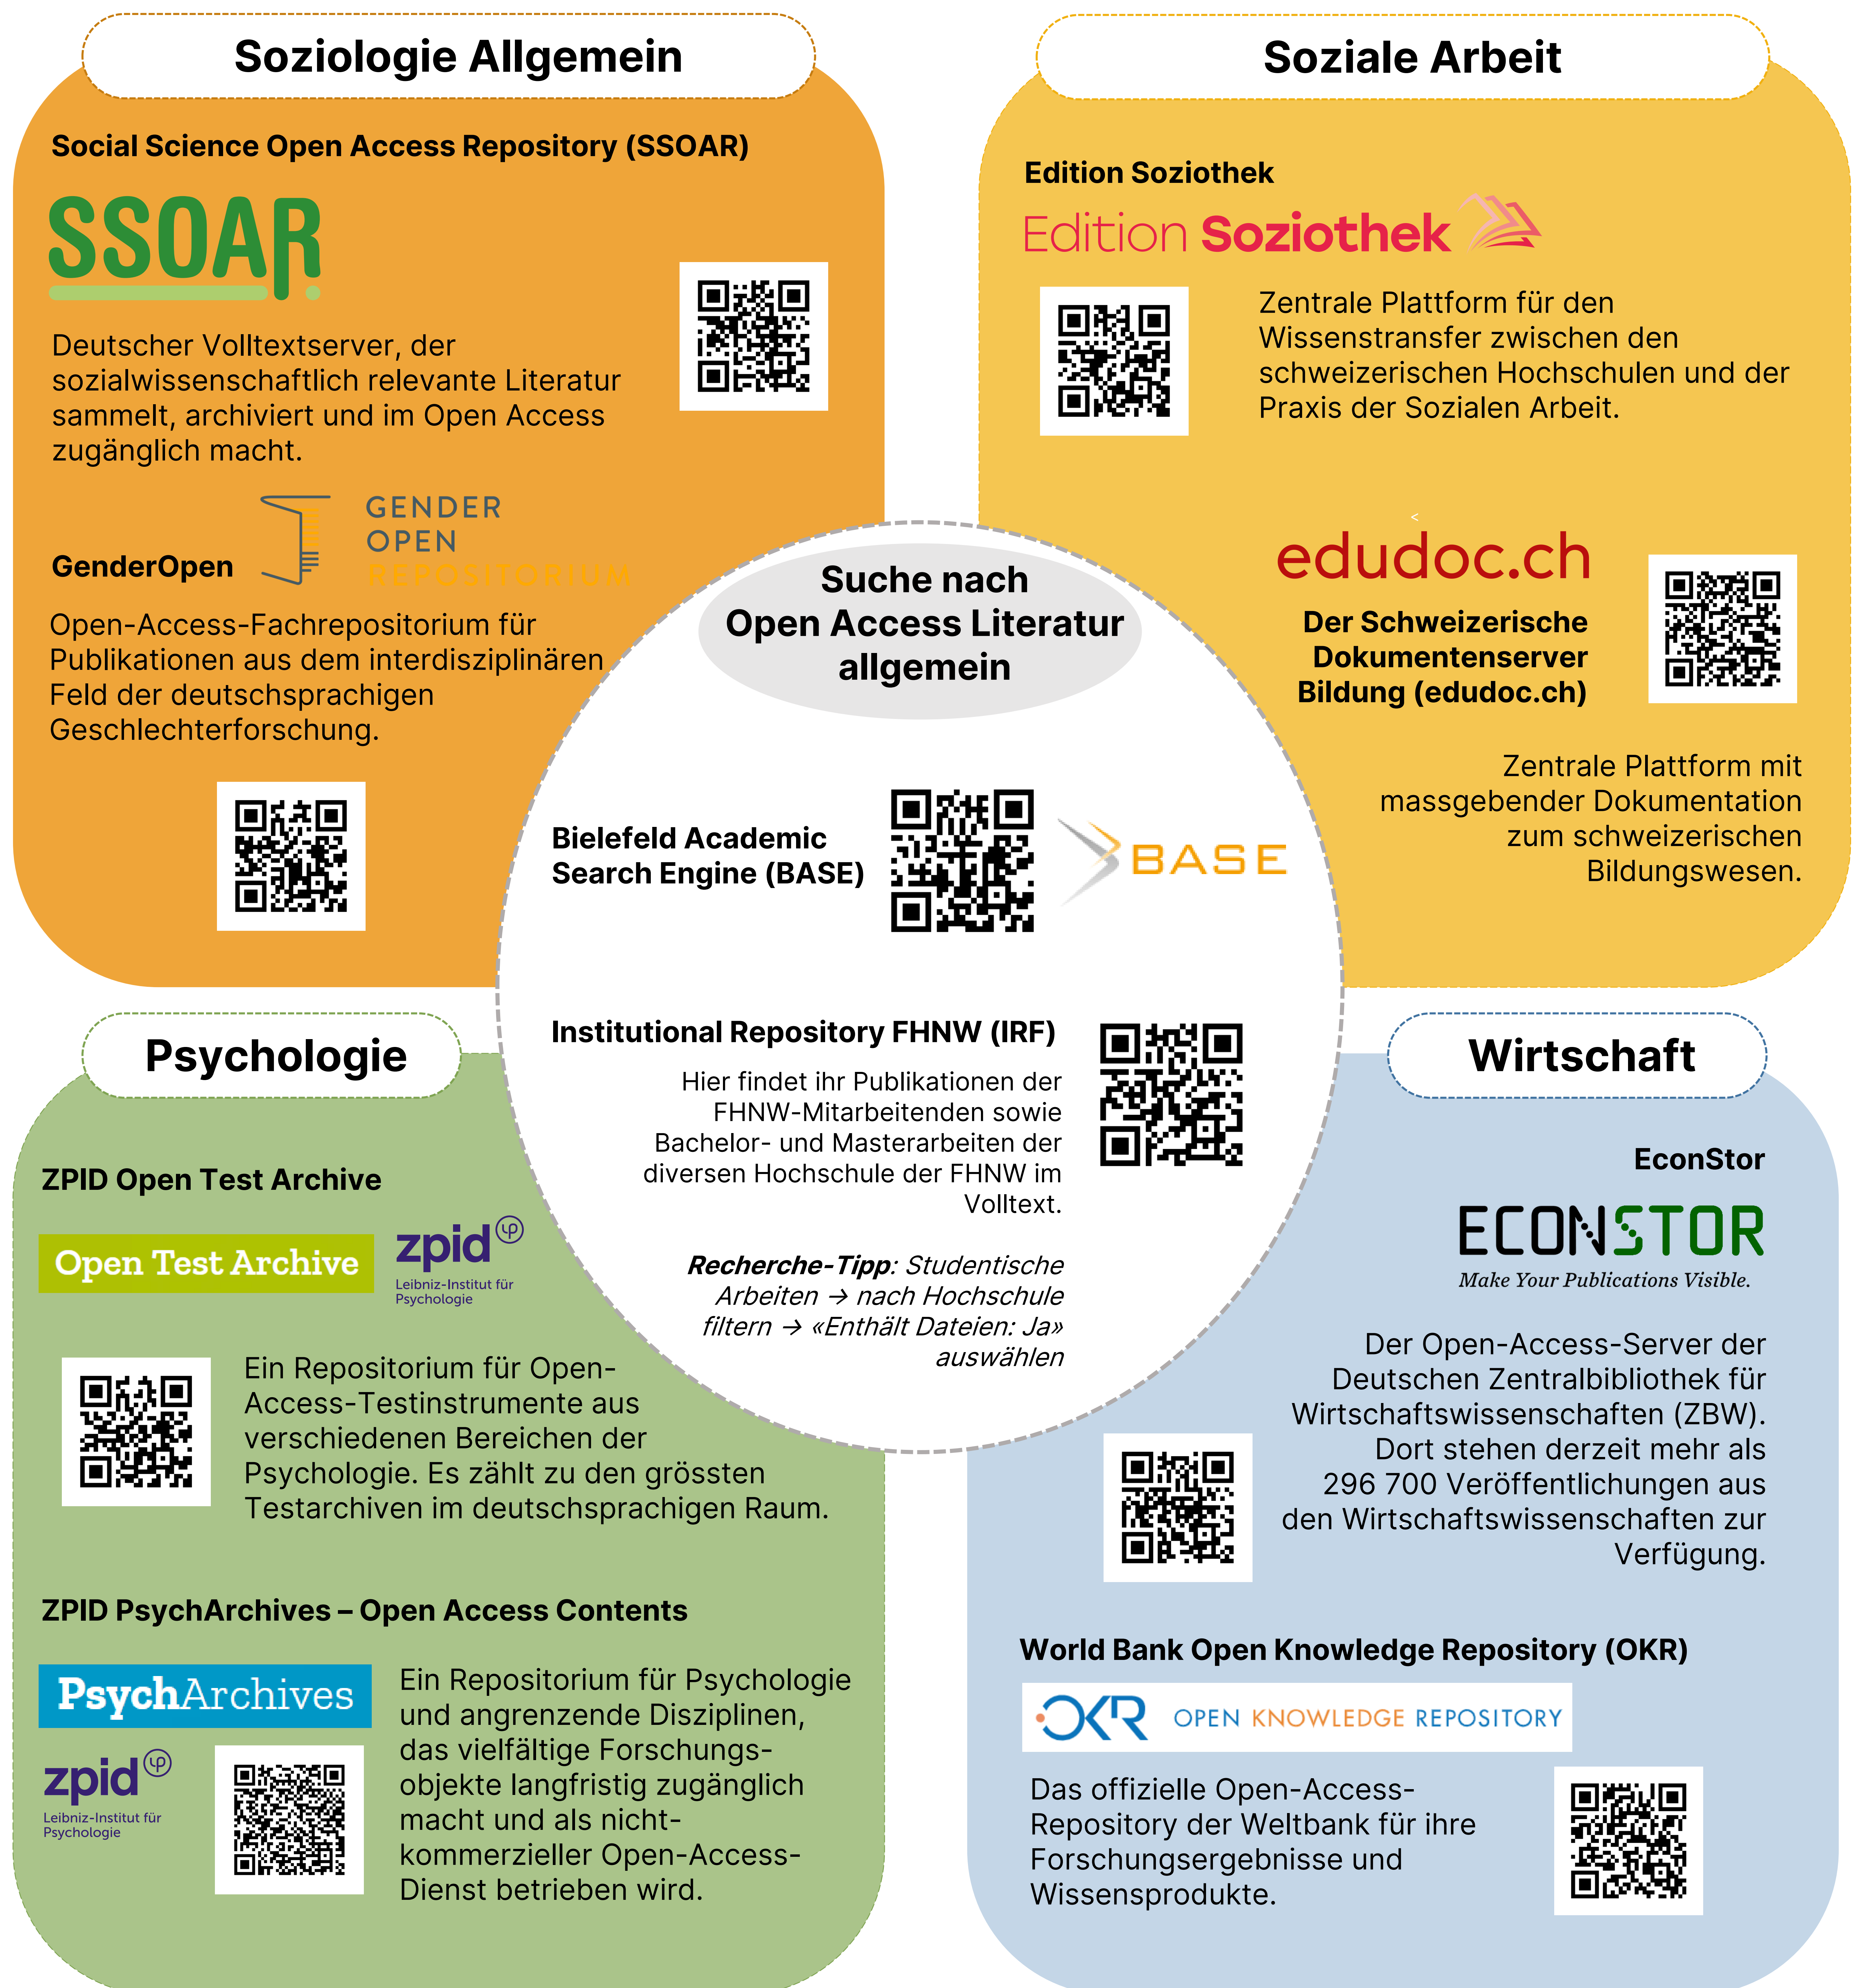 Soziologie Allgemein
Social Science Open Access Repository (SSOAR)
SSOAR
Deutscher Volltextserver, der
sozialwissenschaftlich relevante Literatur
sammelt, archiviert und im Open Access
zugänglich macht.
GenderOpen
GENDER
OPEN
REPOSITORIUM
Open-Access-Fachrepositorium für
Publikationen aus dem interdisziplinären
Feld der deutschsprachigen
Geschlechterforschung.
Soziale Arbeit
Edition Soziothek
Edition Soziothek
Zentrale Plattform für den
Wissenstransfer zwischen den
schweizerischen Hochschulen und der
Praxis der Sozialen Arbeit.
<
edudoc.ch
Der Schweizerische
Dokumentenserver
Bildung (edudoc.ch)
Zentrale Plattform mit
massgebender Dokumentation
zum schweizerischen
Bildungswesen.
Suche nach
Open Access Literatur
allgemein
Bielefeld Academic
Search Engine (BASE)
BASE
Institutional Repository FHNW (IRF)
Hier findet ihr Publikationen der
FHNW-Mitarbeitenden sowie
Bachelor- und Masterarbeiten der
diversen Hochschule der FHNW im
Volltext.
Recherche-Tipp: Studentische
Arbeiten → nach Hochschule
filtern → «Enthält Dateien: Ja»
auswählen
Psychologie
ZPID Open Test Archive
Open Test Archive
zpid φ
Leibniz-Institut für
Psychologie
Ein Repositorium für Open-
Access-Testinstrumente aus
verschiedenen Bereichen der
Psychologie. Es zählt zu den grössten
Testarchiven im deutschsprachigen Raum.
ZPID PsychArchives – Open Access Contents
PsychArchives
zpid φ
Leibniz-Institut für
Psychologie
Ein Repositorium für Psychologie
und angrenzende Disziplinen,
das vielfältige Forschungs-
objekte langfristig zugänglich
macht und als nicht-
kommerzieller Open-Access-
Dienst betrieben wird.
Wirtschaft
EconStor
ECONSTOR
Make Your Publications Visible.
Der Open-Access-Server der
Deutschen Zentralbibliothek für
Wirtschaftswissenschaften (ZBW).
Dort stehen derzeit mehr als
296 700 Veröffentlichungen aus
den Wirtschaftswissenschaften zur
Verfügung.
World Bank Open Knowledge Repository (OKR)
OKR OPEN KNOWLEDGE REPOSITORY
Das offizielle Open-Access-
Repository der Weltbank für ihre
Forschungsergebnisse und
Wissensprodukte.